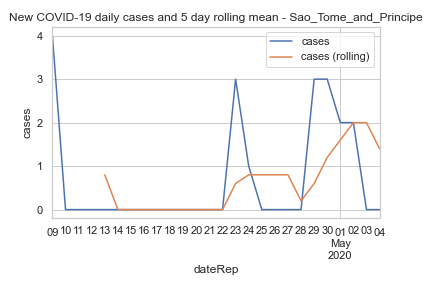 New COVID-19 daily cases and 5 day rolling mean - Sao_Tome_and_Principe
cases
cases (rolling)
4
3
2
1
0
cases
09 10 11 12 13 14 15 16 17 18 19 20 21 22 23 24 25 26 27 28 29 30 01 02 03 04
May
2020
dateRep